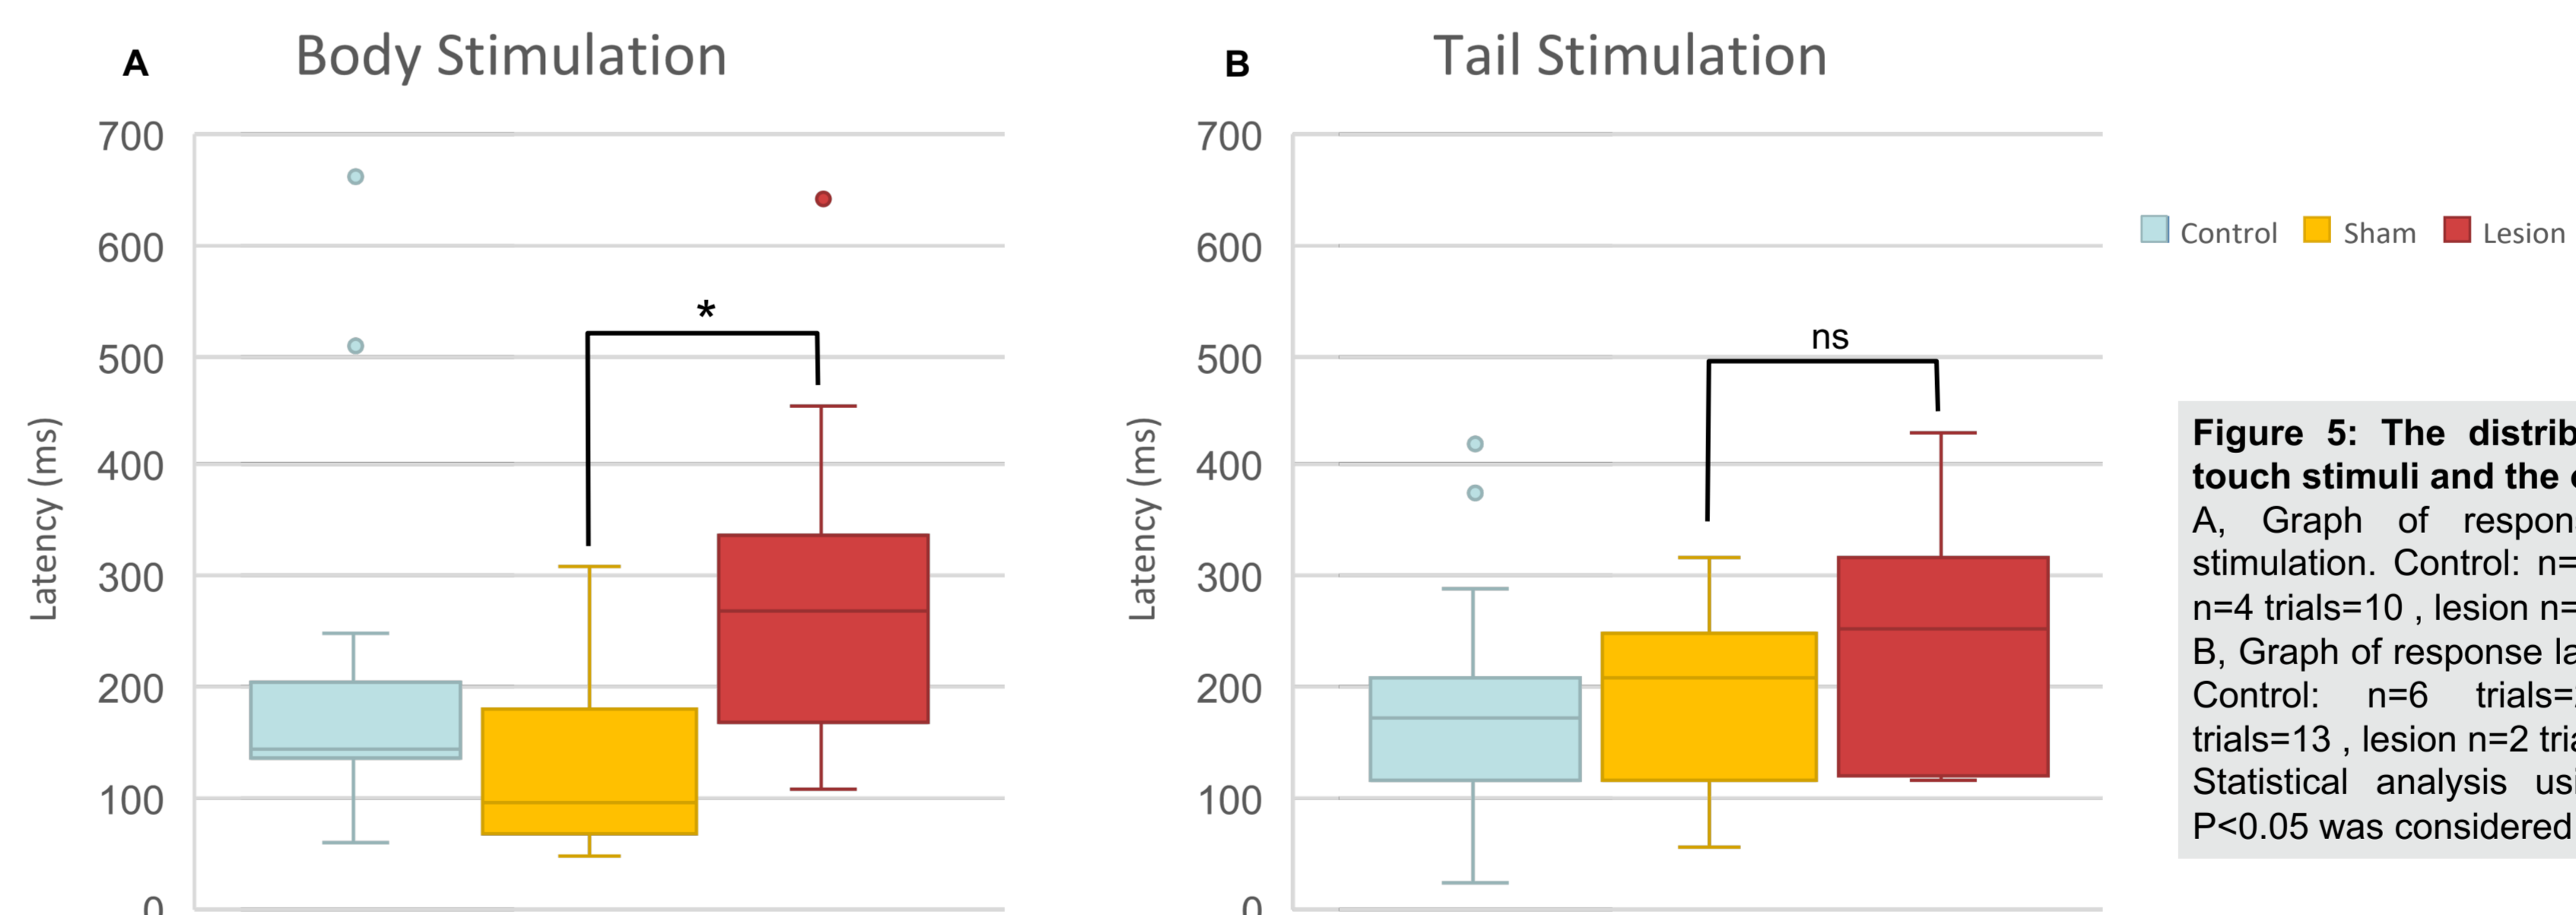 A
Body Stimulation
700
600
500
400
300
200
100
0
Latency (ms)
*
B
Tail Stimulation
700
600
500
400
300
200
100
0
Latency (ms)
ns
Control Sham Lesion
Figure 5: The distrib
touch stimuli and the
A, Graph of respon
stimulation. Control: n=
n=4 trials=10 , lesion n=
B, Graph of response la
Control: n=6 trials=
trials=13 , lesion n=2 tria
Statistical analysis usi
P<0.05 was considered